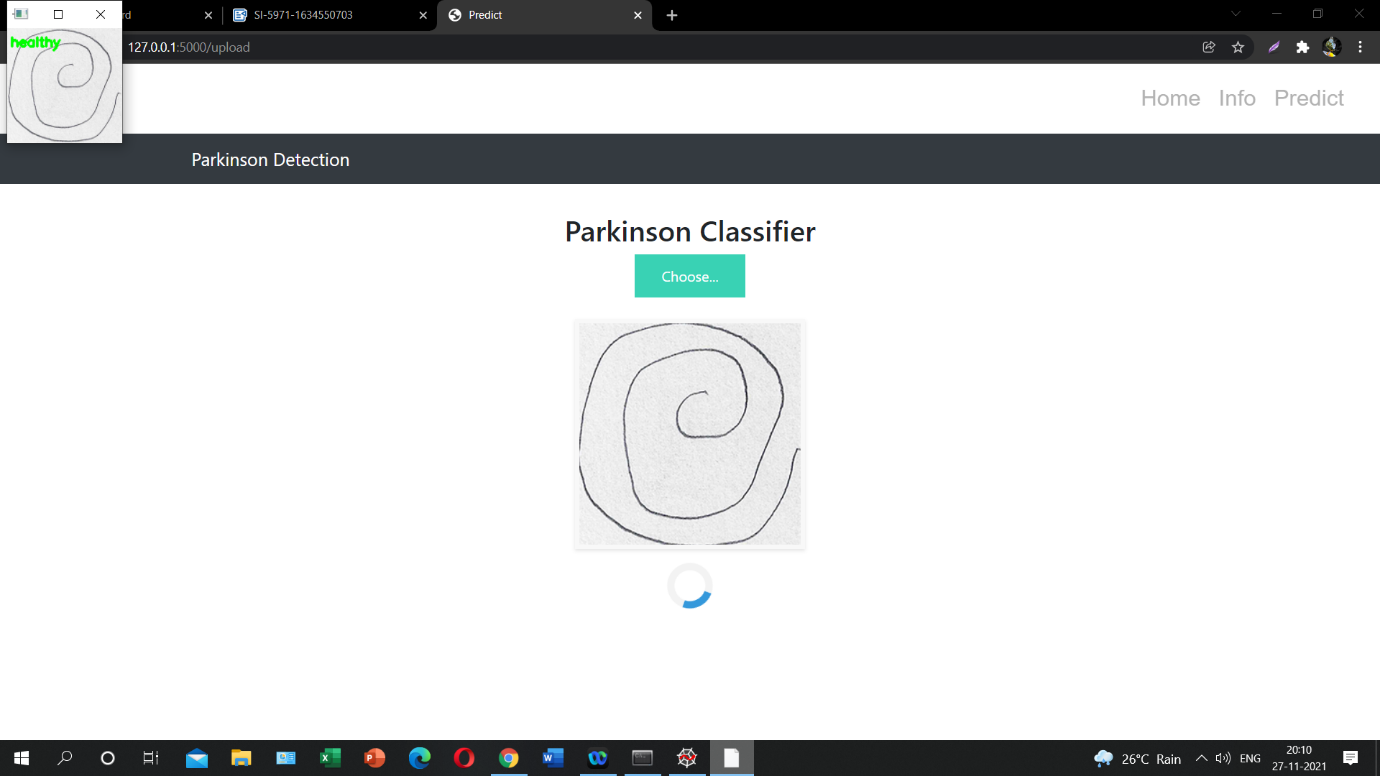 rd
SI-5971-1634550703
Predict
healthy
127.0.0.1:5000/upload
Home Info Predict
Parkinson Detection
Parkinson Classifier
Choose...
26°C Rain
ENG
20:10
27-11-2021